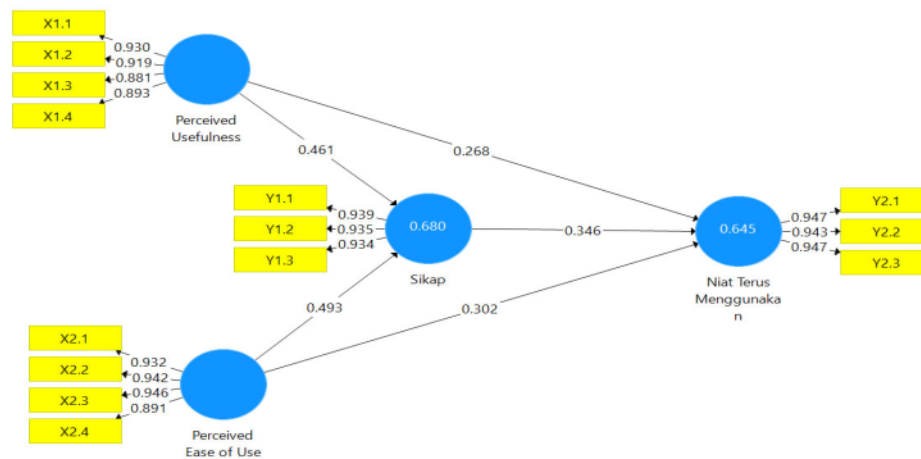 X1.1
X1.2
X1.3
X1.4
0.930
0.919
0.881
0.893
Perceived
Usefulness
0.461
0.268
Y1.1
Y1.2
Y1.3
0.939
0.935
0.934
0.680
Sikap
0.346
0.645
Niat Terus
Menggunaka
n
0.947
0.943
0.947
Y2.1
Y2.2
Y2.3
0.493
0.302
X2.1
X2.2
X2.3
X2.4
0.932
0.942
0.946
0.891
Perceived
Ease of Use